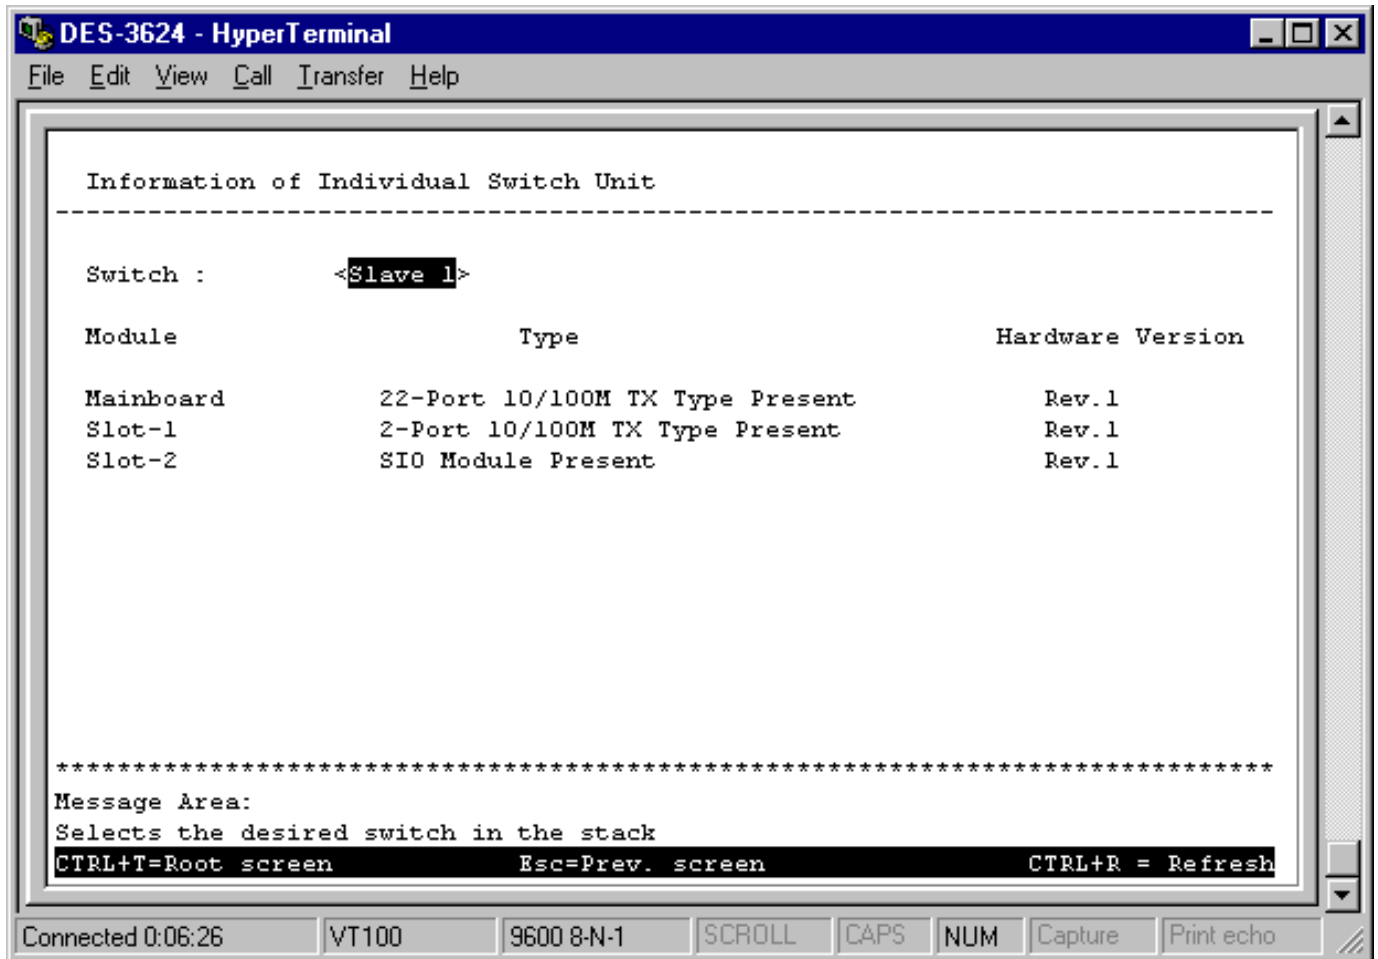 DES-3624 - HyperTerminal
File Edit View Call Transfer Help
Information of Individual Switch Unit
-------------------------------------------------------------------------------
Switch : <Slave 1>
Module Type Hardware Version
Mainboard 22-Port 10/100M TX Type Present Rev.1
Slot-1 2-Port 10/100M TX Type Present Rev.1
Slot-2 SIO Module Present Rev.1
*******************************************************************************
Message Area:
Selects the desired switch in the stack
CTRL+T=Root screen Esc=Prev. screen CTRL+R = Refresh
Connected 0:06:26 VT100 9600 8-N-1 SCROLL CAPS NUM Capture Print echo